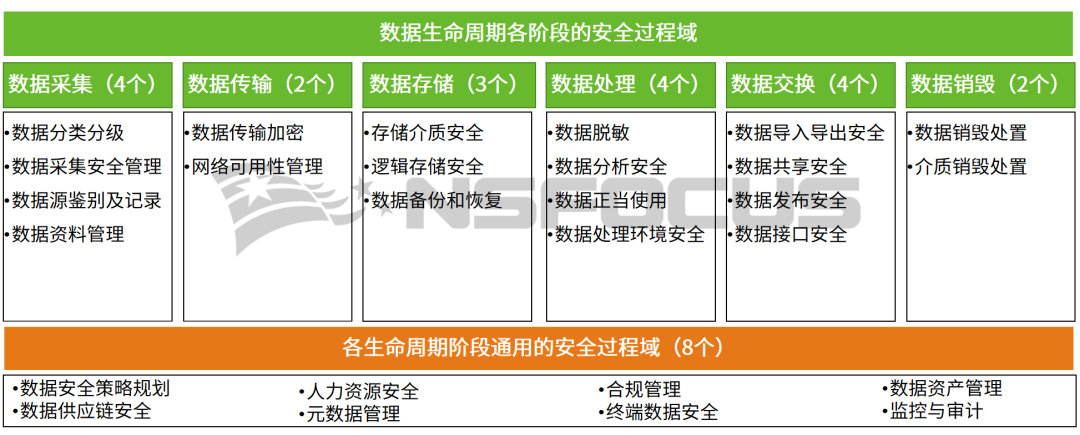 数据生命周期各阶段的安全过程域
数据采集（4个）
•数据分类分级
•数据采集安全管理
•数据源鉴别及记录
•数据资料管理
数据传输（2个）
•数据传输加密
•网络可用性管理
数据存储（3个）
•存储介质安全
•逻辑存储安全
•数据备份和恢复
数据处理（4个）
•数据脱敏
•数据分析安全
•数据正当使用
•数据处理环境安全
数据交换（4个）
•数据导入导出安全
•数据共享安全
•数据发布安全
•数据接口安全
数据销毁（2个）
•数据销毁处置
•介质销毁处置
NSFOCUS
各生命周期阶段通用的安全过程域（8个）
•数据安全策略规划
•数据供应链安全
•人力资源安全
•元数据管理
•合规管理
•终端数据安全
•数据资产管理
•监控与审计